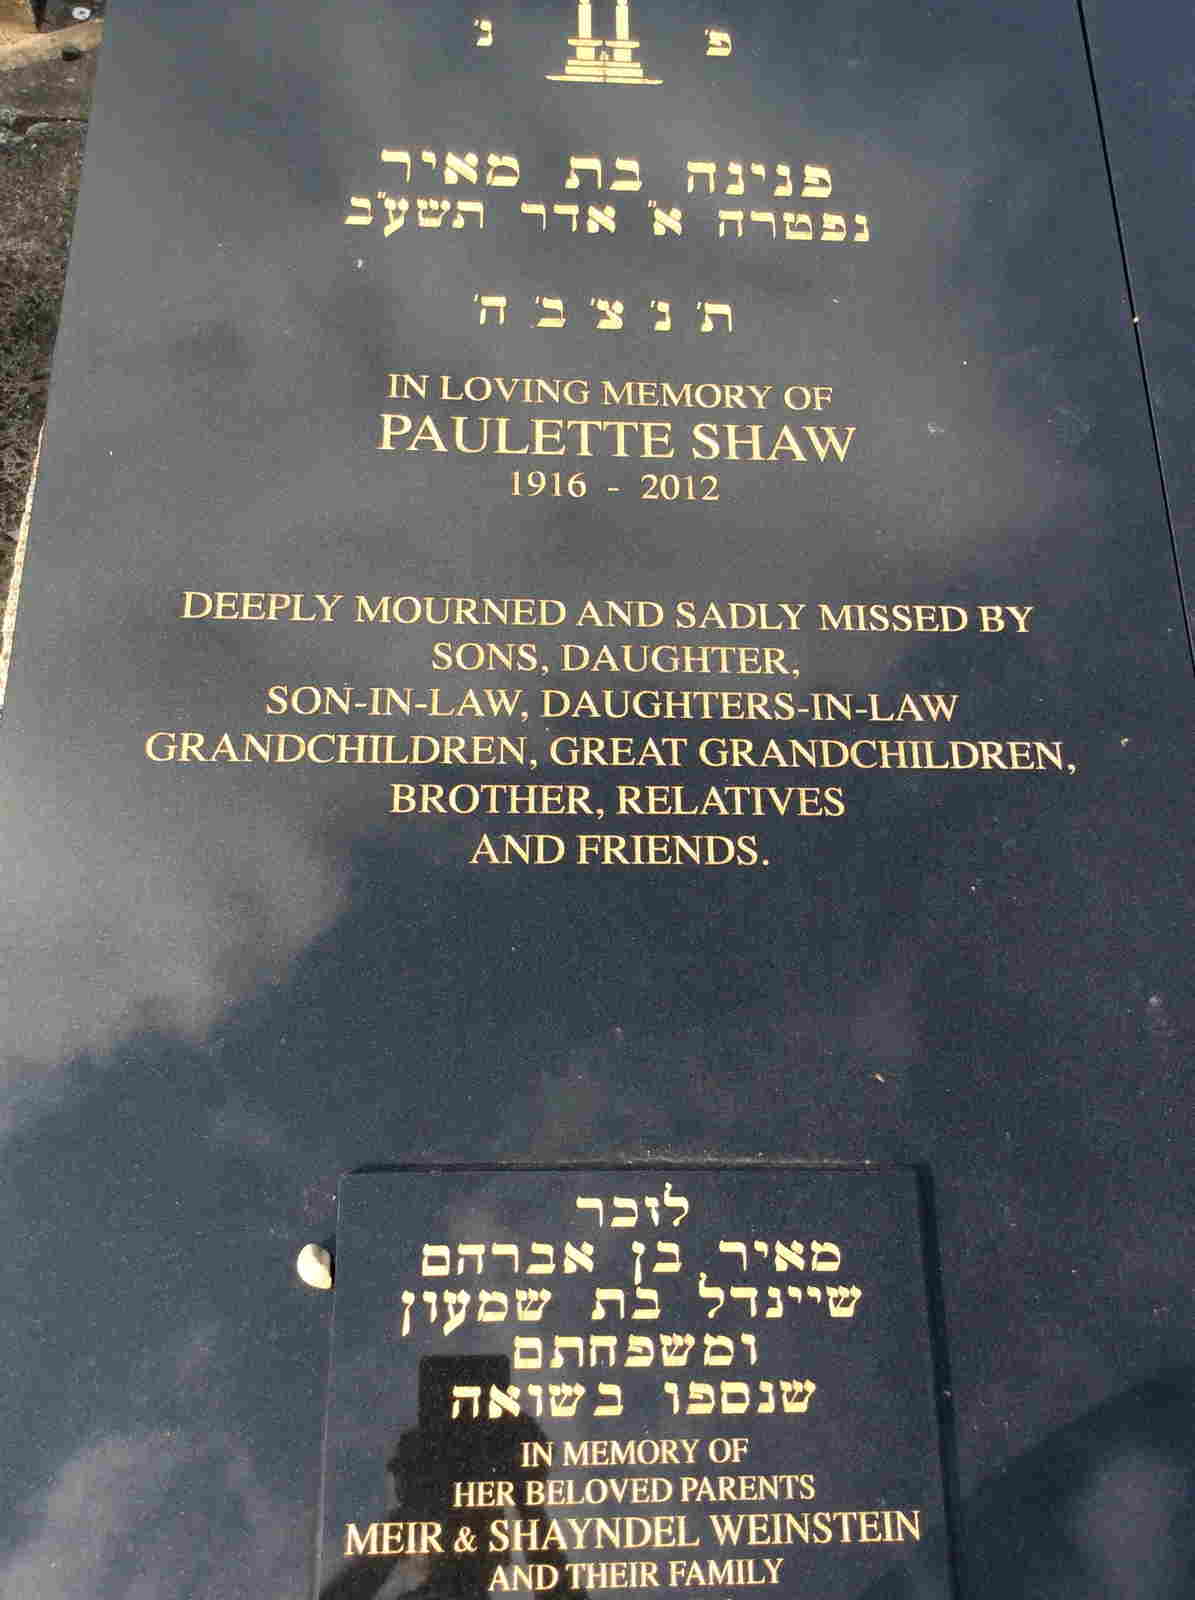 פ' נ'
פנינה בת מאיר
נפטרה א" אדר תשע"ב
ת' נ' צ' ב' ה'
IN LOVING MEMORY OF
PAULETTE SHAW
1916 - 2012
DEEPLY MOURNED AND SADLY MISSED BY
SONS, DAUGHTER,
SON-IN-LAW, DAUGHTERS-IN-LAW
GRANDCHILDREN, GREAT GRANDCHILDREN,
BROTHER, RELATIVES
AND FRIENDS.
לזכר
מאיר בן אברהם
שיינדל בת שמעון
ומשפחתם
שנספו בשואה
IN MEMORY OF
HER BELOVED PARENTS
MEIR & SHAYNDEL WEINSTEIN
AND THEIR FAMILY